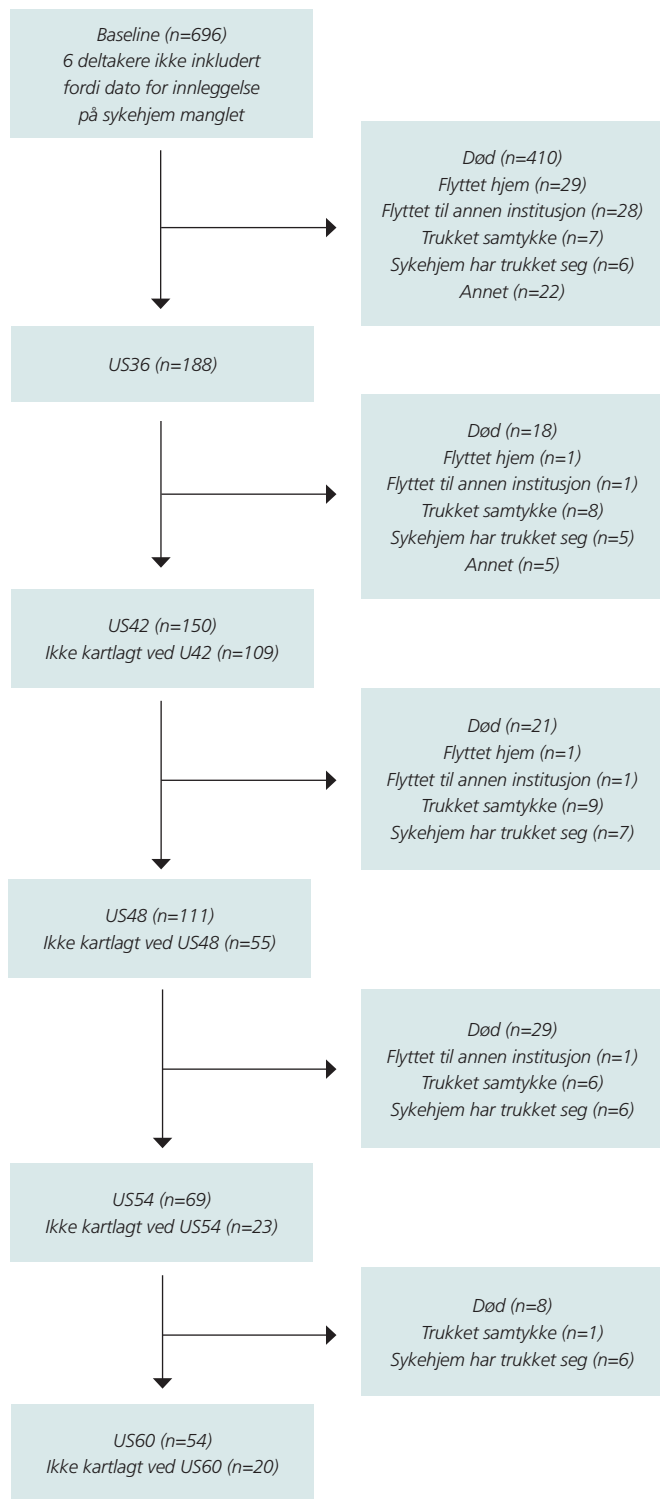 Baseline (n=696)
6 deltakere ikke inkludert
fordi dato for innleggelse
på sykehjem manglet
Død (n=410)
Flyttet hjem (n=29)
Flyttet til annen institusjon (n=28)
Trukket samtykke (n=7)
Sykehjem har trukket seg (n=6)
Annet (n=22)
US36 (n=188)
Død (n=18)
Flyttet hjem (n=1)
Flyttet til annen institusjon (n=1)
Trukket samtykke (n=8)
Sykehjem har trukket seg (n=5)
Annet (n=5)
US42 (n=150)
Ikke kartlagt ved U42 (n=109)
Død (n=21)
Flyttet hjem (n=1)
Flyttet til annen institusjon (n=1)
Trukket samtykke (n=9)
Sykehjem har trukket seg (n=7)
US48 (n=111)
Ikke kartlagt ved US48 (n=55)
Død (n=29)
Flyttet til annen institusjon (n=1)
Trukket samtykke (n=6)
Sykehjem har trukket seg (n=6)
US54 (n=69)
Ikke kartlagt ved US54 (n=23)
Død (n=8)
Trukket samtykke (n=1)
Sykehjem har trukket seg (n=6)
US60 (n=54)
Ikke kartlagt ved US60 (n=20)